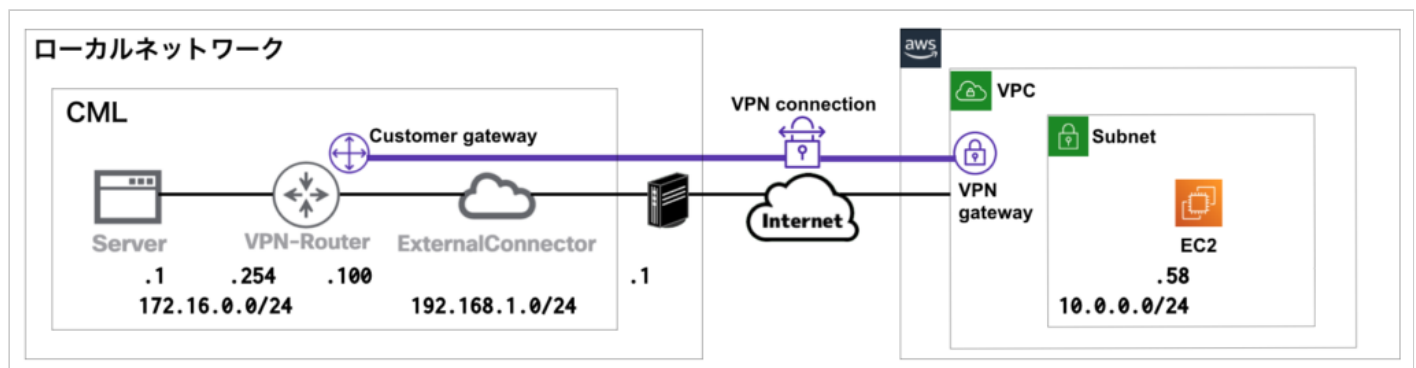 ローカルネットワーク
aws
CML
VPC
VPN connection
Customer gateway
Subnet
VPN
gateway
Internet
Server
VPN-Router
ExternalConnector
EC2
.1
.254
.100
.1
.58
172.16.0.0/24
192.168.1.0/24
10.0.0.0/24